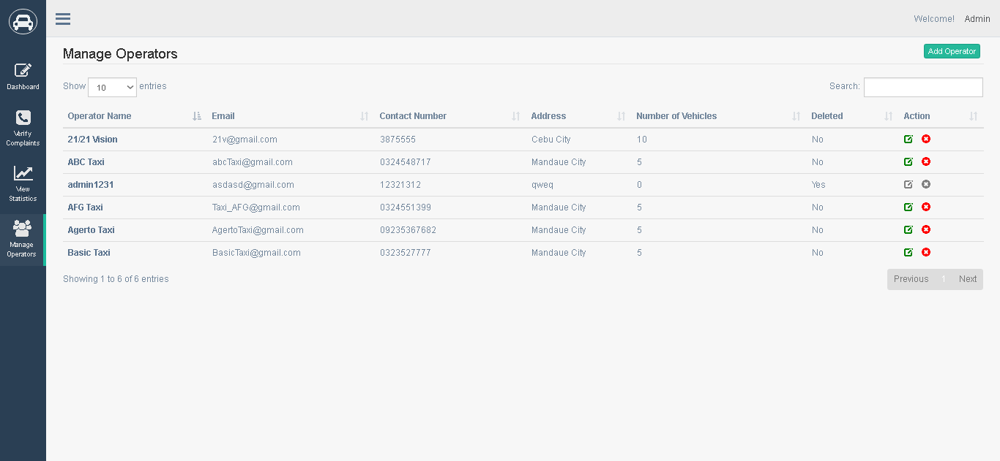 Welcome! Admin
Dashboard
Verify
Complaints
View
Statistics
Manage
Operators
Manage Operators
Add Operator
Show 10 entries
Search:
Operator Name Email Contact Number Address Number of Vehicles Deleted Action
21/21 Vision 21v@gmail.com 3875555 Cebu City 10 No
ABC Taxi abcTaxi@gmail.com 0324548717 Mandaue City 5 No
admin1231 asdasd@gmail.com 12321312 qweq 0 Yes
AFG Taxi Taxi_AFG@gmail.com 0324551399 Mandaue City 5 No
Agerto Taxi AgertoTaxi@gmail.com 09235367682 Mandaue City 5 No
Basic Taxi BasicTaxi@gmail.com 0323527777 Mandaue City 5 No
Showing 1 to 6 of 6 entries
Previous 1 Next